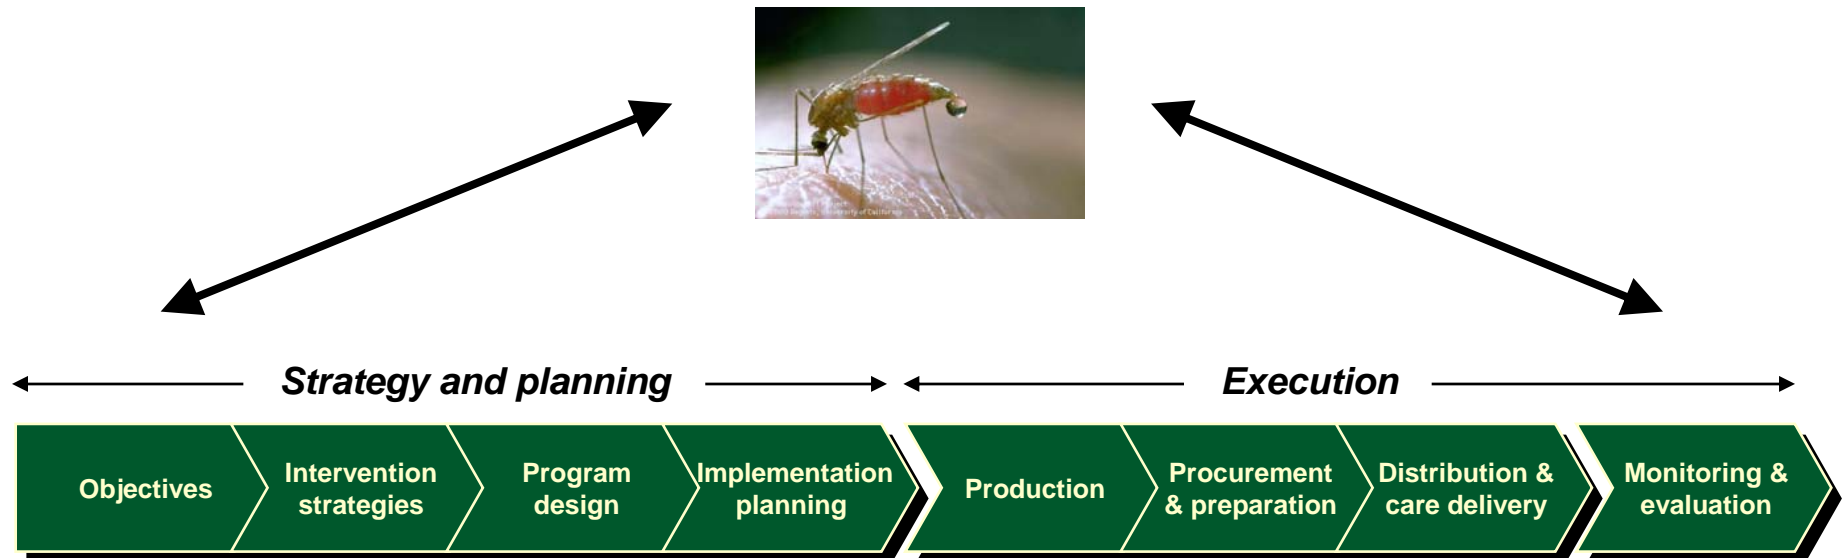 Strategy and planning
Execution
Objectives
Intervention
strategies
Program
design
Implementation
planning
Production
Procurement
& preparation
Distribution &
care delivery
Monitoring &
evaluation